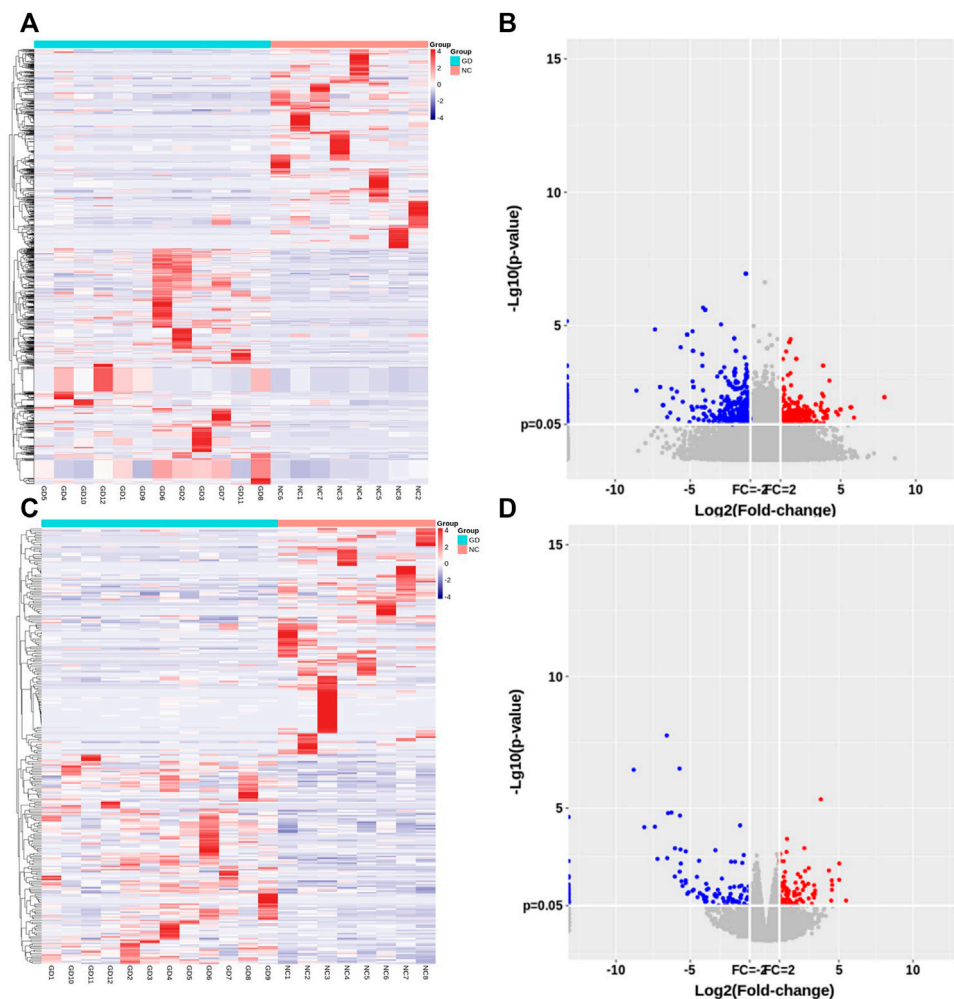 A
B
Group
4
2
0
-2
-4
Group
GD
NC
GD5
GD4
GD10
GD12
GD1
GD9
GD6
GD2
GD3
GD7
GD11
GD8
NC6
NC1
NC7
NC3
NC4
NC5
NC8
NC2
-Lg10(p-value)
15
10
5
p=0.05
-10
-5
FC=-2
FC=2
5
10
Log2(Fold-change)
C
D
Group
4
2
0
-2
-4
Group
GD
NC
GD1
GD10
GD11
GD12
GD2
GD3
GD4
GD5
GD6
GD7
GD8
GD9
NC1
NC2
NC3
NC4
NC5
NC6
NC7
NC8
-Lg10(p-value)
15
10
5
p=0.05
-10
-5
FC=-2
FC=2
5
10
Log2(Fold-change)